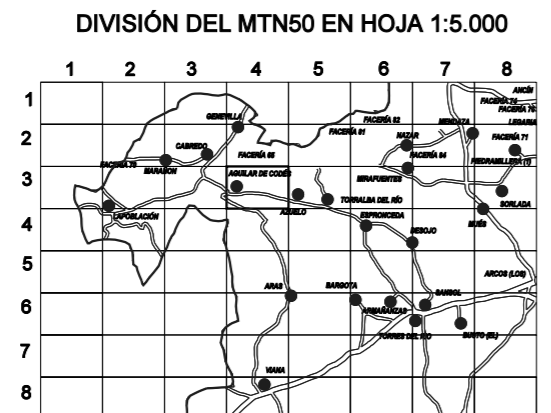 DIVISIÓN DEL MTN50 EN HOJA 1:5.000
1 2 3 4 5 6 7 8
1
ANCÍN
FACERÍA 74
FACERÍA 76
LEGARIA
GENEVILLA
FACERÍA 82
MENDAZA
2
FACERÍA 81
NAZAR
FACERÍA 71
CABREDO
FACERÍA 65
FACERÍA 84
PIEDRAMILLERA (1)
FACERÍA 79
MARAÑON
3
AGUILAR DE CODÉS
MIRAFUENTES
TORRALBA DEL RÍO
SORLADA
4
LAPOBLACIÓN
AZUELO
ESPRONCEDA
MUÉS
DESOJO
5
ARCOS (LOS)
ARAS
BARGOTA
SANSOL
6
ARMAÑANZAS
TORRES DEL RÍO
BUSTO (EL)
7
VIANA
8